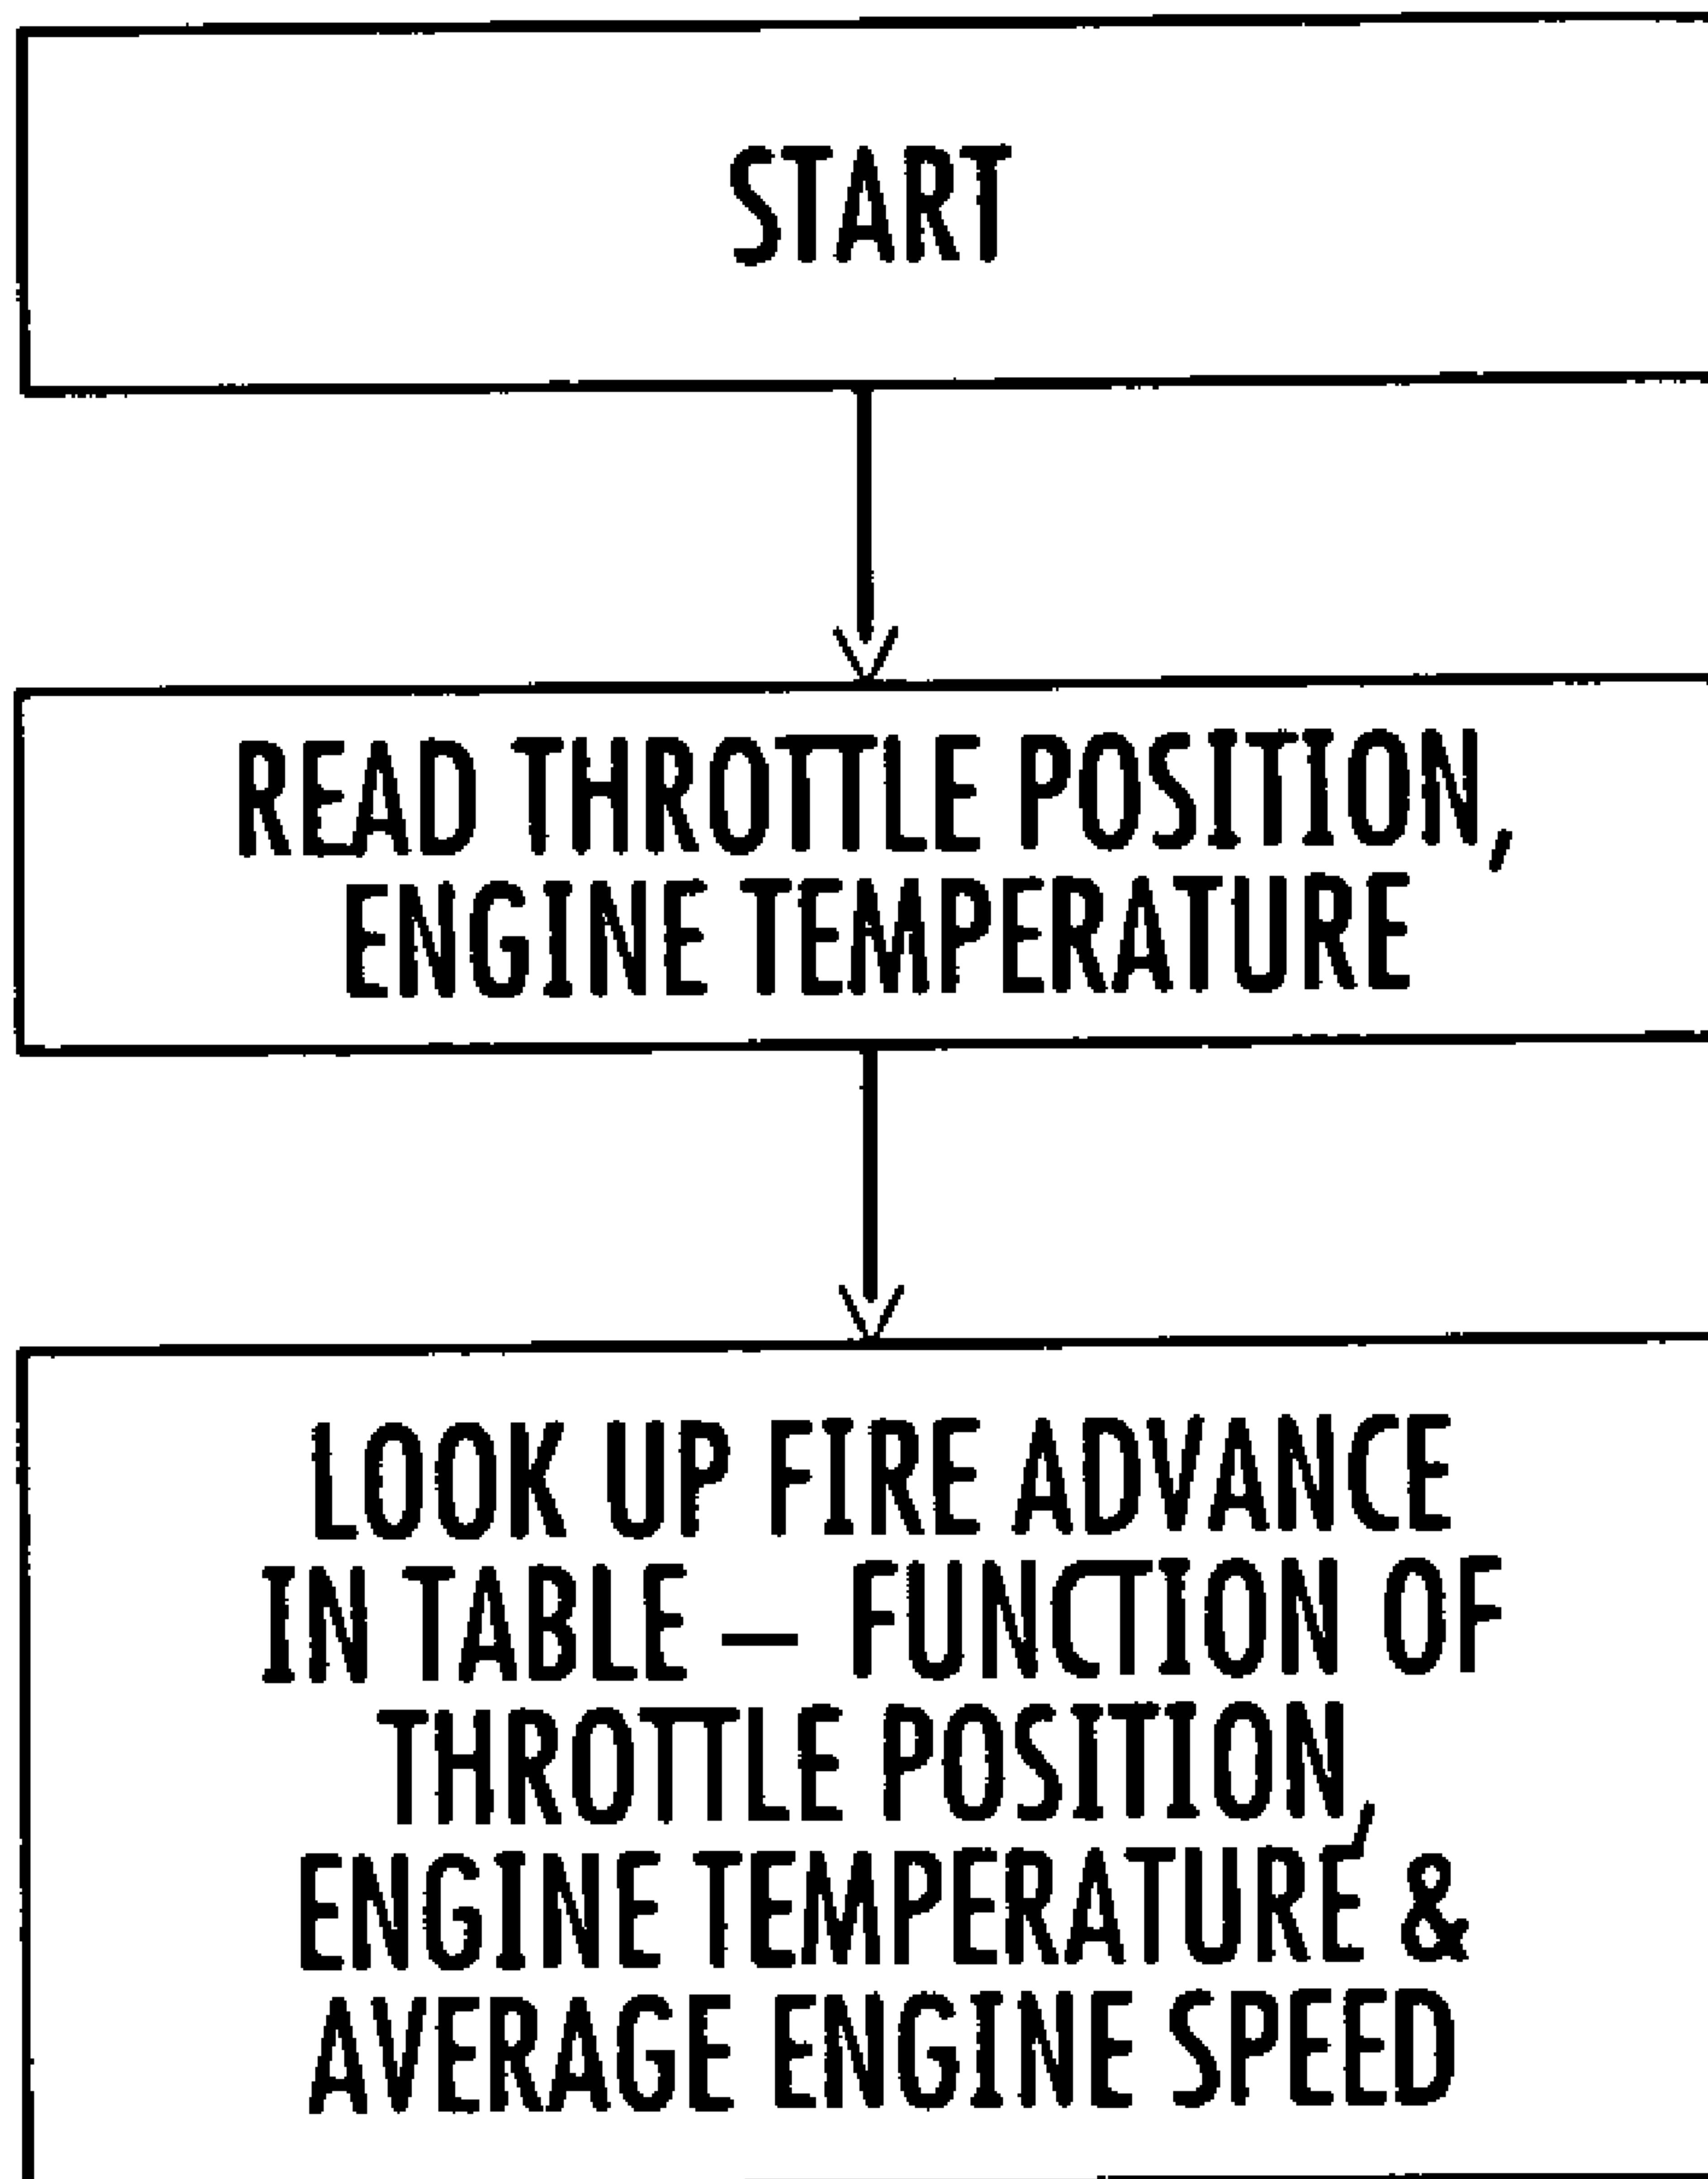 START
READ THROTTLE POSITION,
ENGINE TEMPERATURE
LOOK UP FIRE ADVANCE
IN TABLE — FUNCTION OF
THROTTLE POSITION,
ENGINE TEMPERATURE &
AVERAGE ENGINE SPEED